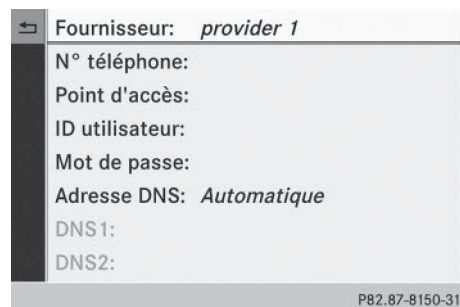 Fournisseur: provider 1
N° téléphone:
Point d'accès:
ID utilisateur:
Mot de passe:
Adresse DNS: Automatique
DNS1:
DNS2:
P82.87-8150-31